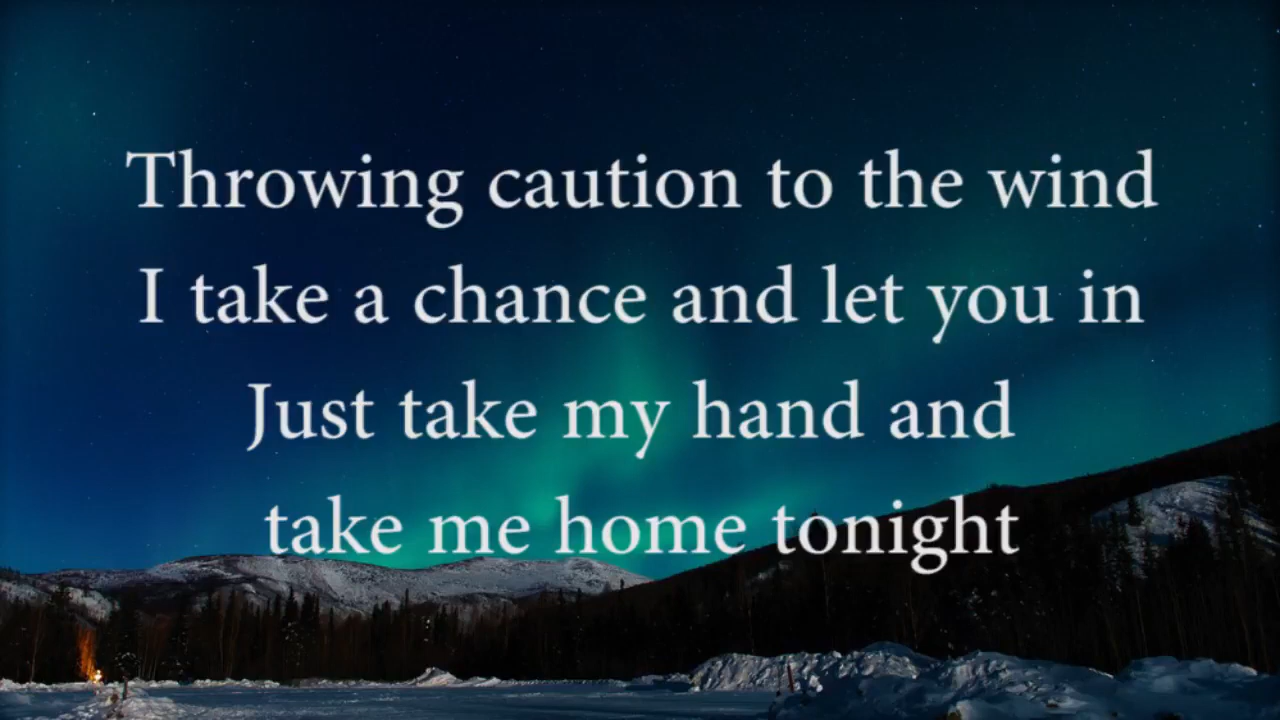 Throwing caution to the wind
I take a chance and let you in
Just take my hand and
take me home tonight